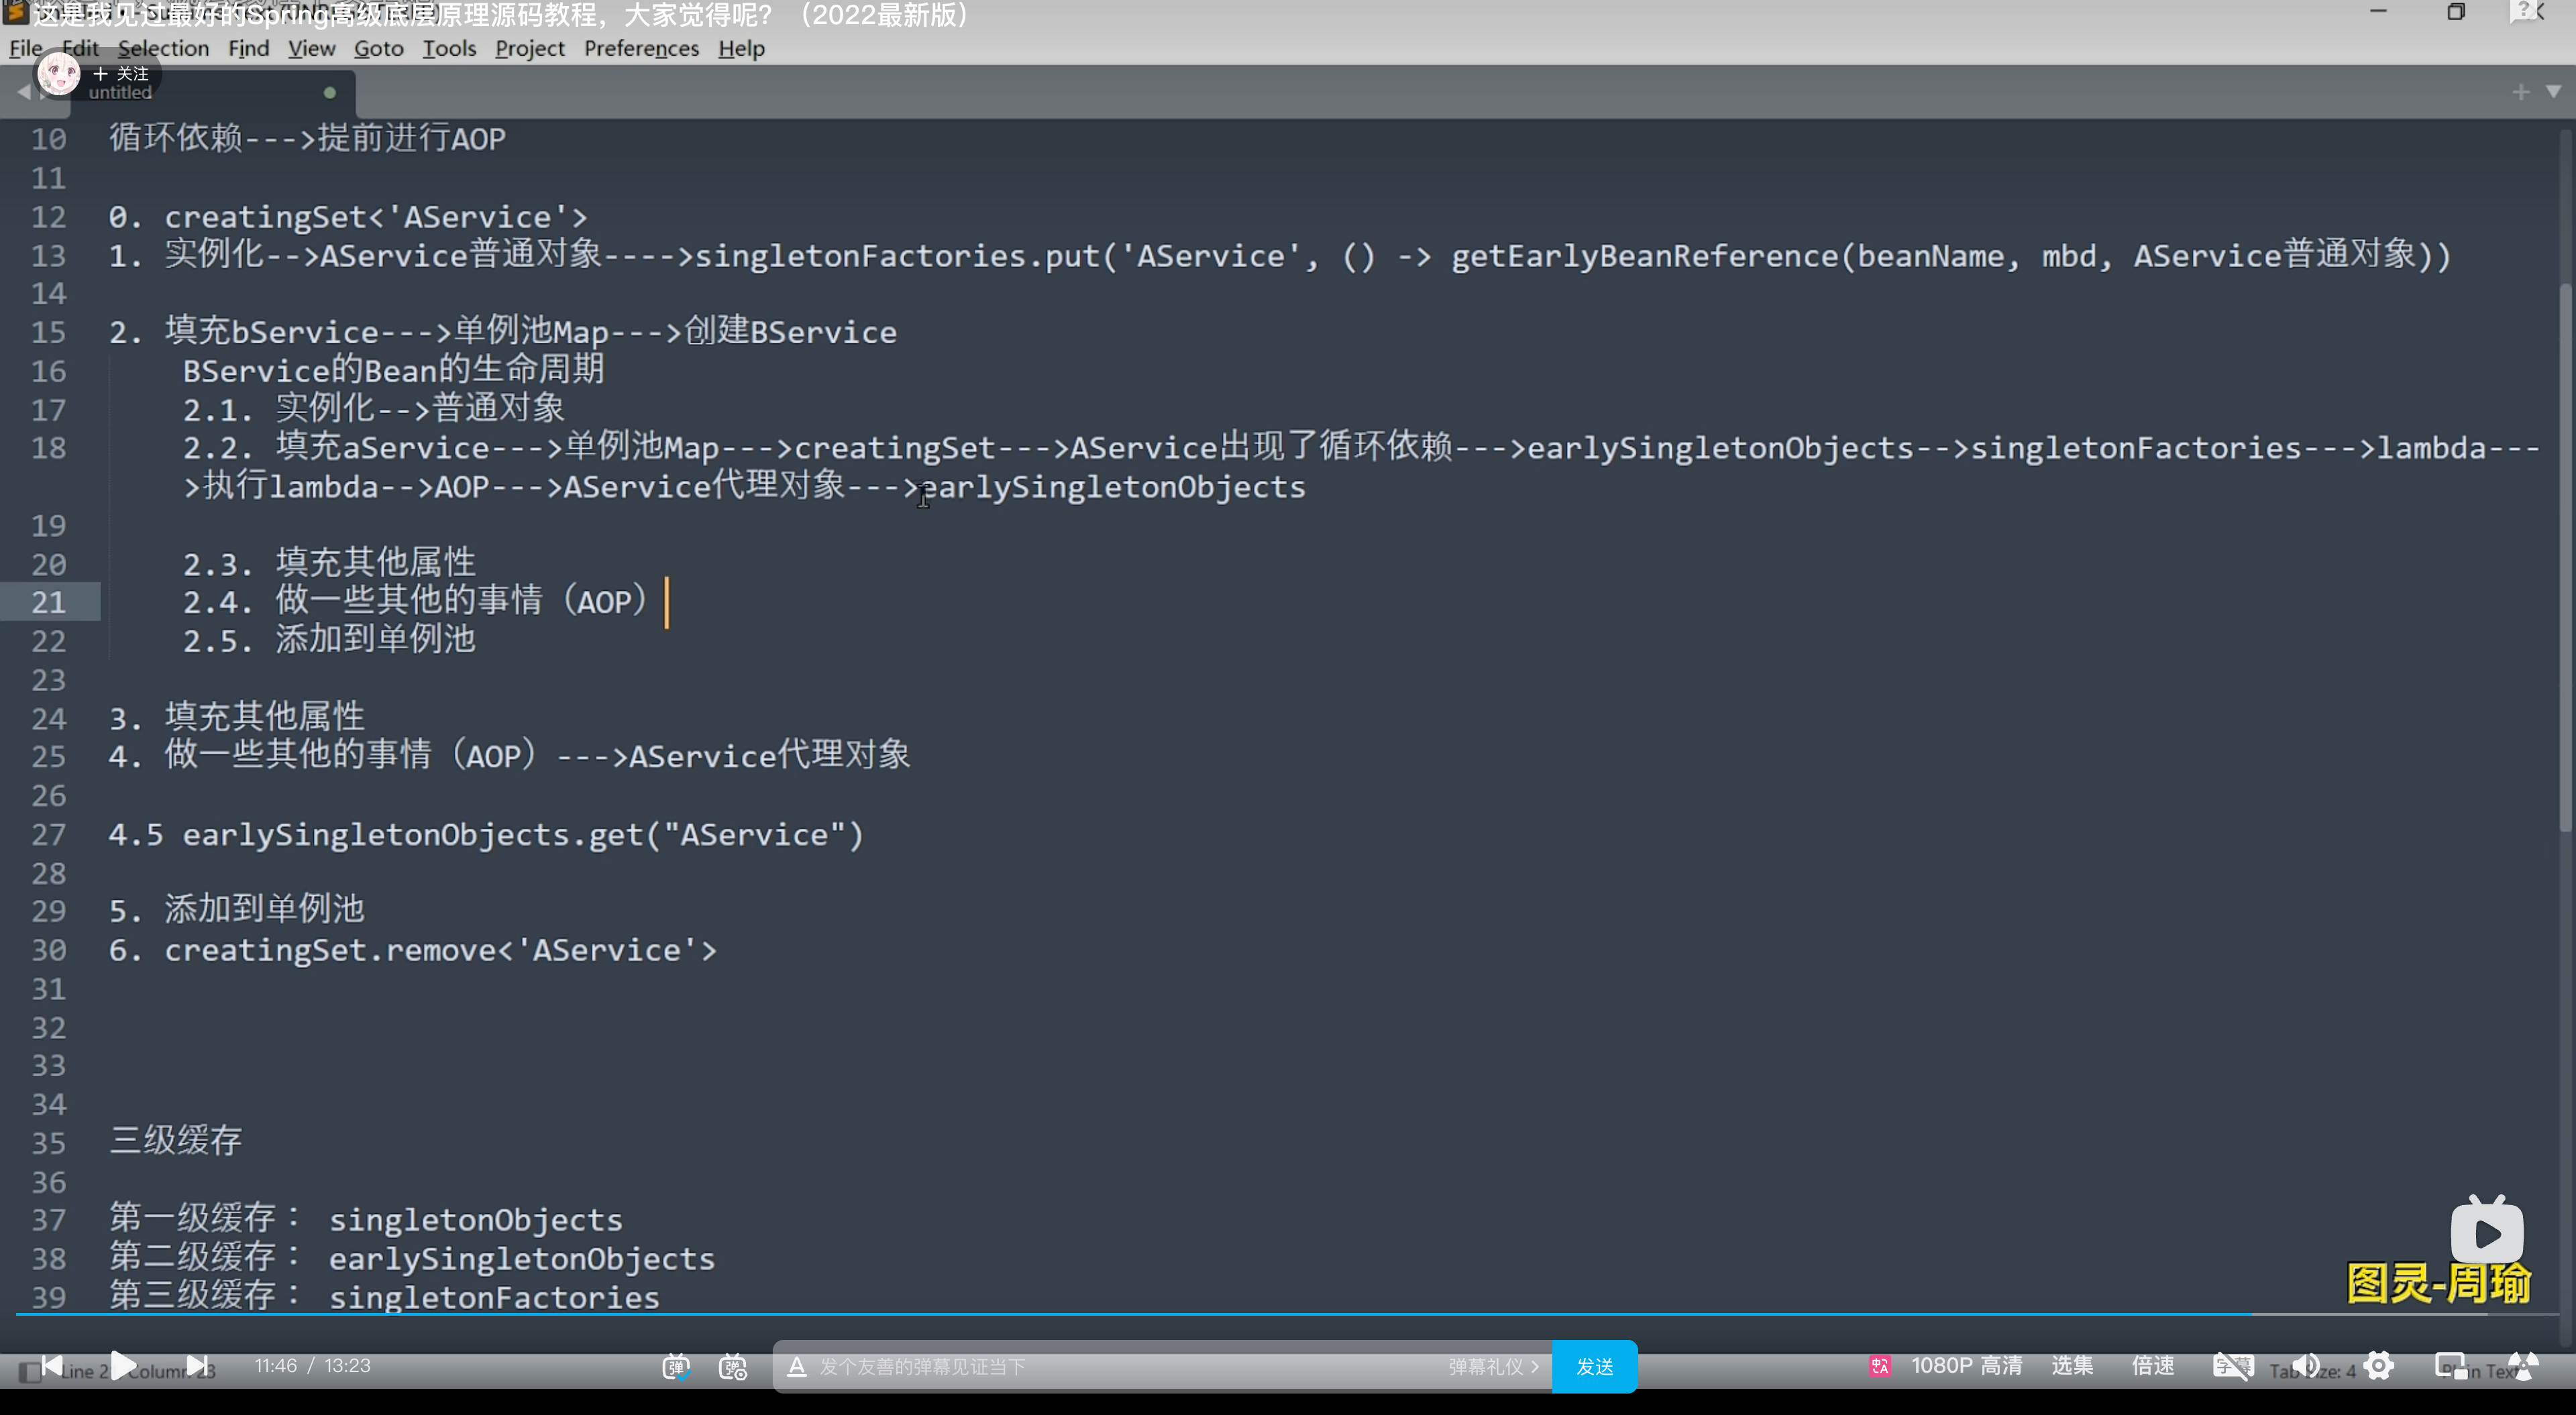 这是我见过最好的Spring高级底层原理源码教程，大家觉得呢？（2022最新版）
File Edit Selection Find View Goto Tools Project Preferences Help
+ 关注
untitled
10 循环依赖--->提前进行AOP
11
12 0. creatingSet<'AService'>
13 1. 实例化-->AService普通对象---->singletonFactories.put('AService', () -> getEarlyBeanReference(beanName, mbd, AService普通对象))
14
15 2. 填充bService--->单例池Map--->创建BService
16 BService的Bean的生命周期
17 2.1. 实例化-->普通对象
18 2.2. 填充aService--->单例池Map--->creatingSet--->AService出现了循环依赖--->earlySingletonObjects-->singletonFactories--->lambda---
>执行lambda-->AOP--->AService代理对象--->earlySingletonObjects
19
20 2.3. 填充其他属性
21 2.4. 做一些其他的事情（AOP）
22 2.5. 添加到单例池
23
24 3. 填充其他属性
25 4. 做一些其他的事情（AOP）--->AService代理对象
26
27 4.5 earlySingletonObjects.get("AService")
28
29 5. 添加到单例池
30 6. creatingSet.remove<'AService'>
31
32
33
34
35 三级缓存
36
37 第一级缓存： singletonObjects
38 第二级缓存： earlySingletonObjects
39 第三级缓存： singletonFactories
图灵-周瑜
11:46 / 13:23
弹
弹
A 发个友善的弹幕见证当下
弹幕礼仪 >
发送
1080P 高清
选集
倍速
字幕